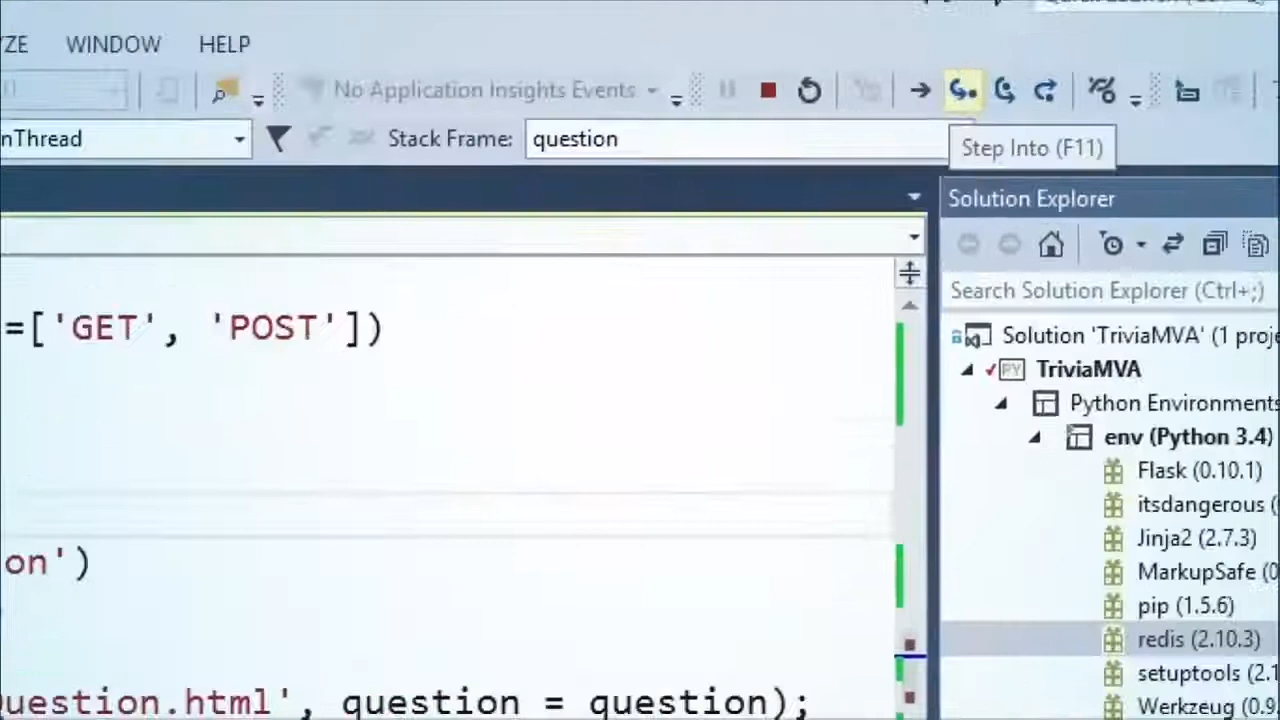 WINDOW HELP
No Application Insights Events
nThread Stack Frame: question
Step Into (F11)
Solution Explorer
Search Solution Explorer (Ctrl+;)
=['GET', 'POST'])
Solution 'TriviaMVA' (1 proje
PY TriviaMVA
Python Environments
env (Python 3.4)
Flask (0.10.1)
itsdangerous (
Jinja2 (2.7.3)
on')
MarkupSafe (0
pip (1.5.6)
redis (2.10.3)
setuptools (2.1
uestion.html', question = question);
Werkzeug (0.9.